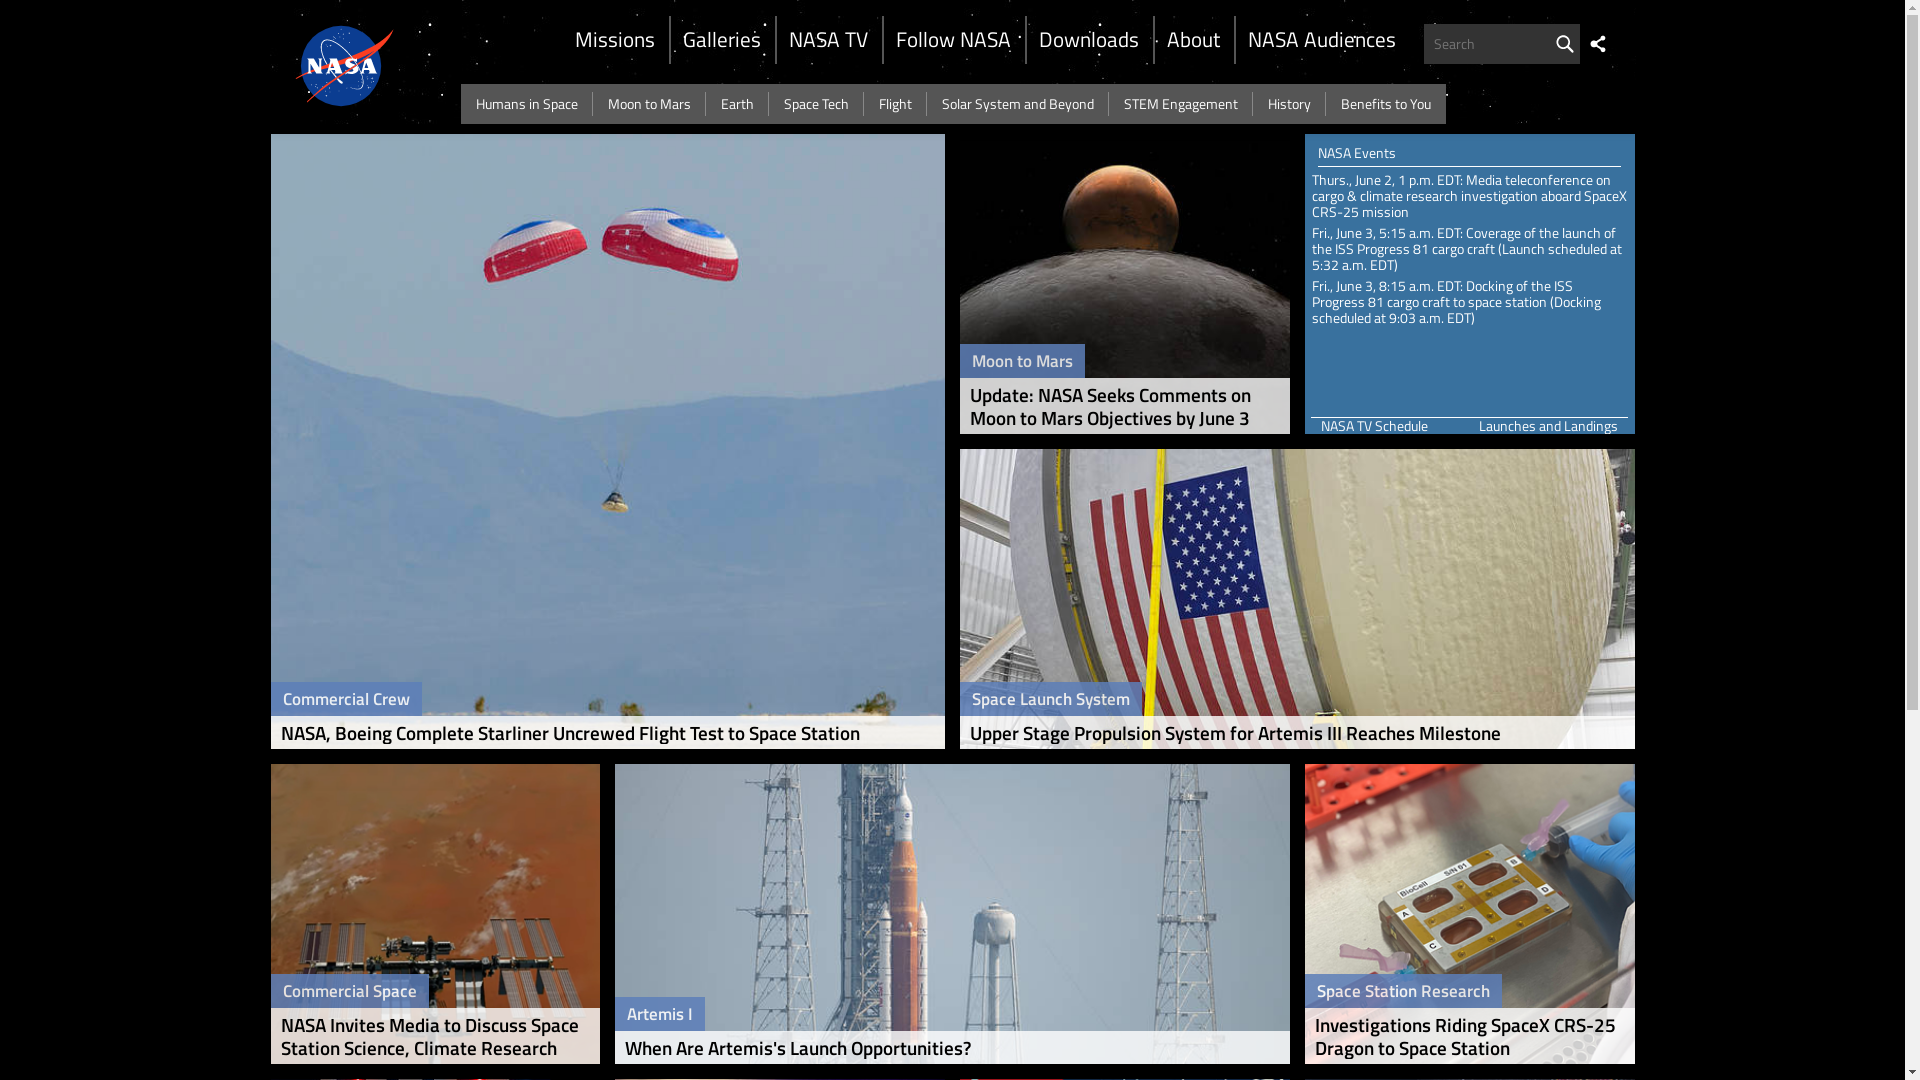 NASA
Missions
Galleries
NASA TV
Follow NASA
Downloads
About
NASA Audiences
Search
Humans in Space
Moon to Mars
Earth
Space Tech
Flight
Solar System and Beyond
STEM Engagement
History
Benefits to You
Commercial Crew
NASA, Boeing Complete Starliner Uncrewed Flight Test to Space Station
Moon to Mars
Update: NASA Seeks Comments on
Moon to Mars Objectives by June 3
NASA Events
Thurs., June 2, 1 p.m. EDT: Media teleconference on
cargo & climate research investigation aboard SpaceX
CRS-25 mission
Fri., June 3, 5:15 a.m. EDT: Coverage of the launch of
the ISS Progress 81 cargo craft (Launch scheduled at
5:32 a.m. EDT)
Fri., June 3, 8:15 a.m. EDT: Docking of the ISS
Progress 81 cargo craft to space station (Docking
scheduled at 9:03 a.m. EDT)
NASA TV Schedule
Launches and Landings
Space Launch System
Upper Stage Propulsion System for Artemis III Reaches Milestone
Commercial Space
NASA Invites Media to Discuss Space
Station Science, Climate Research
Artemis I
When Are Artemis's Launch Opportunities?
BioCell
S/N 01
A
B
C
D
Space Station Research
Investigations Riding SpaceX CRS-25
Dragon to Space Station